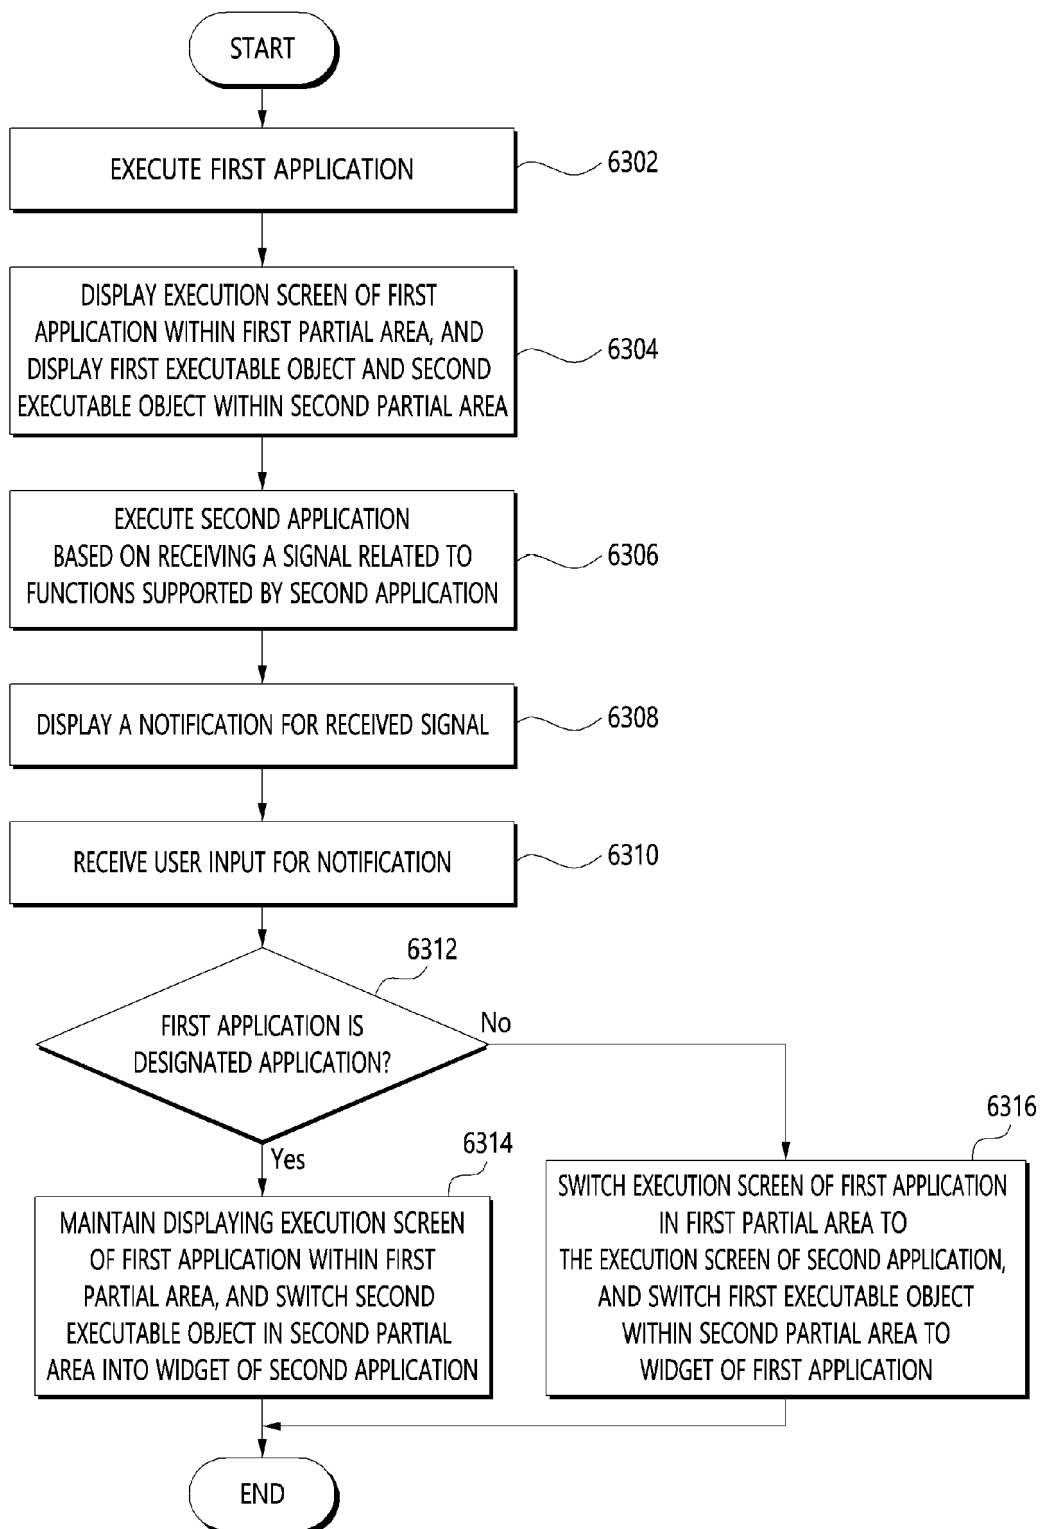 START
EXECUTE FIRST APPLICATION
6302
DISPLAY EXECUTION SCREEN OF FIRST
APPLICATION WITHIN FIRST PARTIAL AREA, AND
DISPLAY FIRST EXECUTABLE OBJECT AND SECOND
EXECUTABLE OBJECT WITHIN SECOND PARTIAL AREA
6304
EXECUTE SECOND APPLICATION
BASED ON RECEIVING A SIGNAL RELATED TO
FUNCTIONS SUPPORTED BY SECOND APPLICATION
6306
DISPLAY A NOTIFICATION FOR RECEIVED SIGNAL
6308
RECEIVE USER INPUT FOR NOTIFICATION
6310
6312
FIRST APPLICATION IS
DESIGNATED APPLICATION?
No
Yes
6314
MAINTAIN DISPLAYING EXECUTION SCREEN
OF FIRST APPLICATION WITHIN FIRST
PARTIAL AREA, AND SWITCH SECOND
EXECUTABLE OBJECT IN SECOND PARTIAL
AREA INTO WIDGET OF SECOND APPLICATION
6316
SWITCH EXECUTION SCREEN OF FIRST APPLICATION
IN FIRST PARTIAL AREA TO
THE EXECUTION SCREEN OF SECOND APPLICATION,
AND SWITCH FIRST EXECUTABLE OBJECT
WITHIN SECOND PARTIAL AREA TO
WIDGET OF FIRST APPLICATION
END